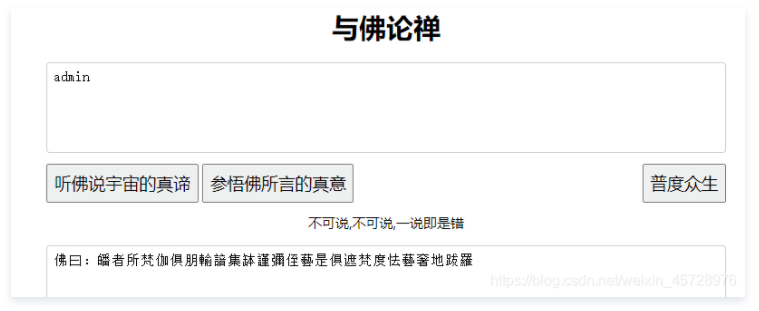 与佛论禅
admin
听佛说宇宙的真谛 参悟佛所言的真意 普度众生
不可说,不可说,一说即是错
佛曰：皤者所梵伽俱朋輸諳集缽謹彌侄藝是俱遮梵度怯藝奢地跋羅
https://blog.csdn.net/weixin_45728976